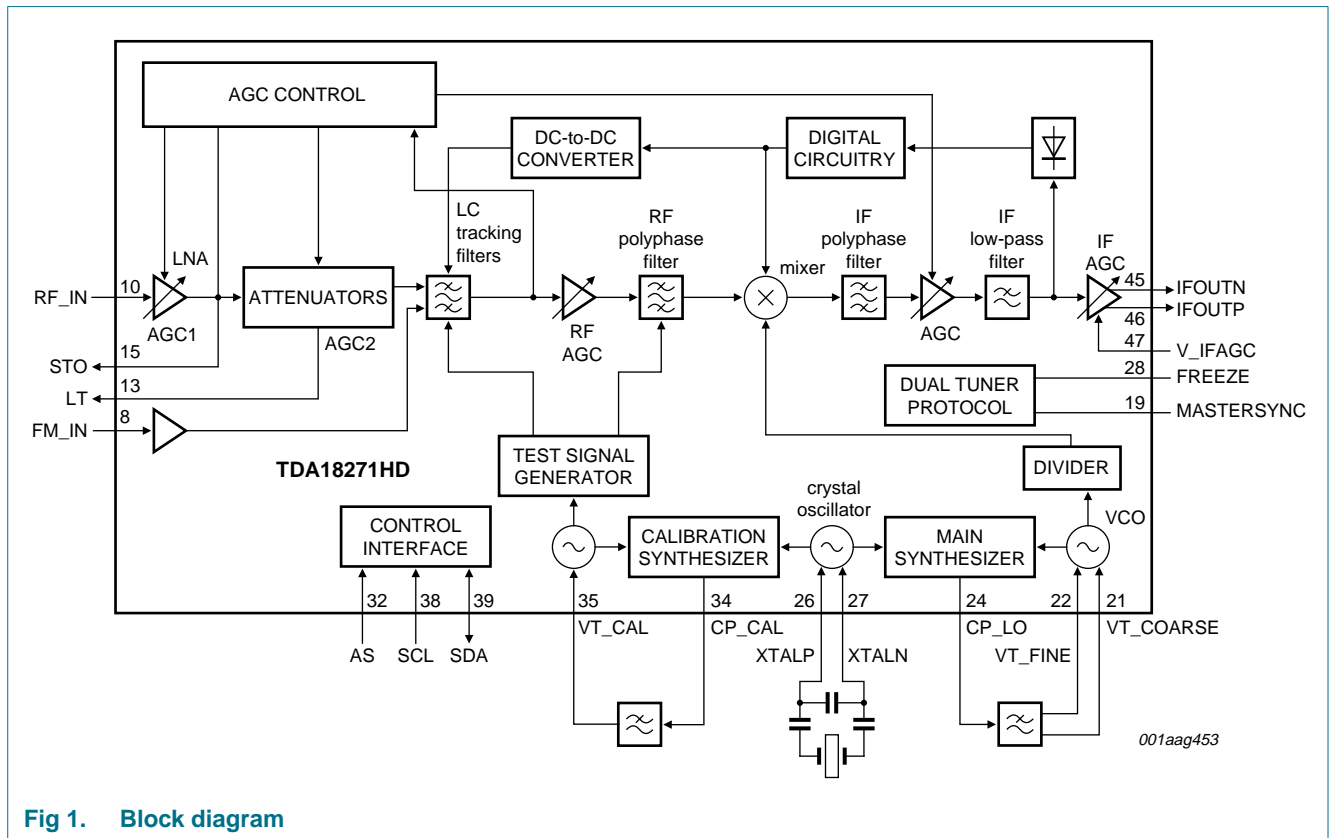 AGC CONTROL
DC-to-DC
CONVERTER
DIGITAL
CIRCUITRY
LC
tracking
filters
RF
polyphase
filter
mixer
IF
polyphase
filter
IF
low-pass
filter
IF
AGC
LNA
RF_IN
10
AGC1
ATTENUATORS
AGC2
RF
AGC
AGC
45
IFOUTN
IFOUTP
46
47
V_IFAGC
STO
15
LT
13
FM_IN
8
DUAL TUNER
PROTOCOL
28
FREEZE
19
MASTERSYNC
TDA18271HD
TEST SIGNAL
GENERATOR
DIVIDER
crystal
oscillator
VCO
CONTROL
INTERFACE
CALIBRATION
SYNTHESIZER
MAIN
SYNTHESIZER
32
38
39
35
34
26
27
24
22
21
AS
SCL
SDA
VT_CAL
CP_CAL
XTALP
XTALN
CP_LO
VT_FINE
VT_COARSE
001aag453
Fig 1. Block diagram